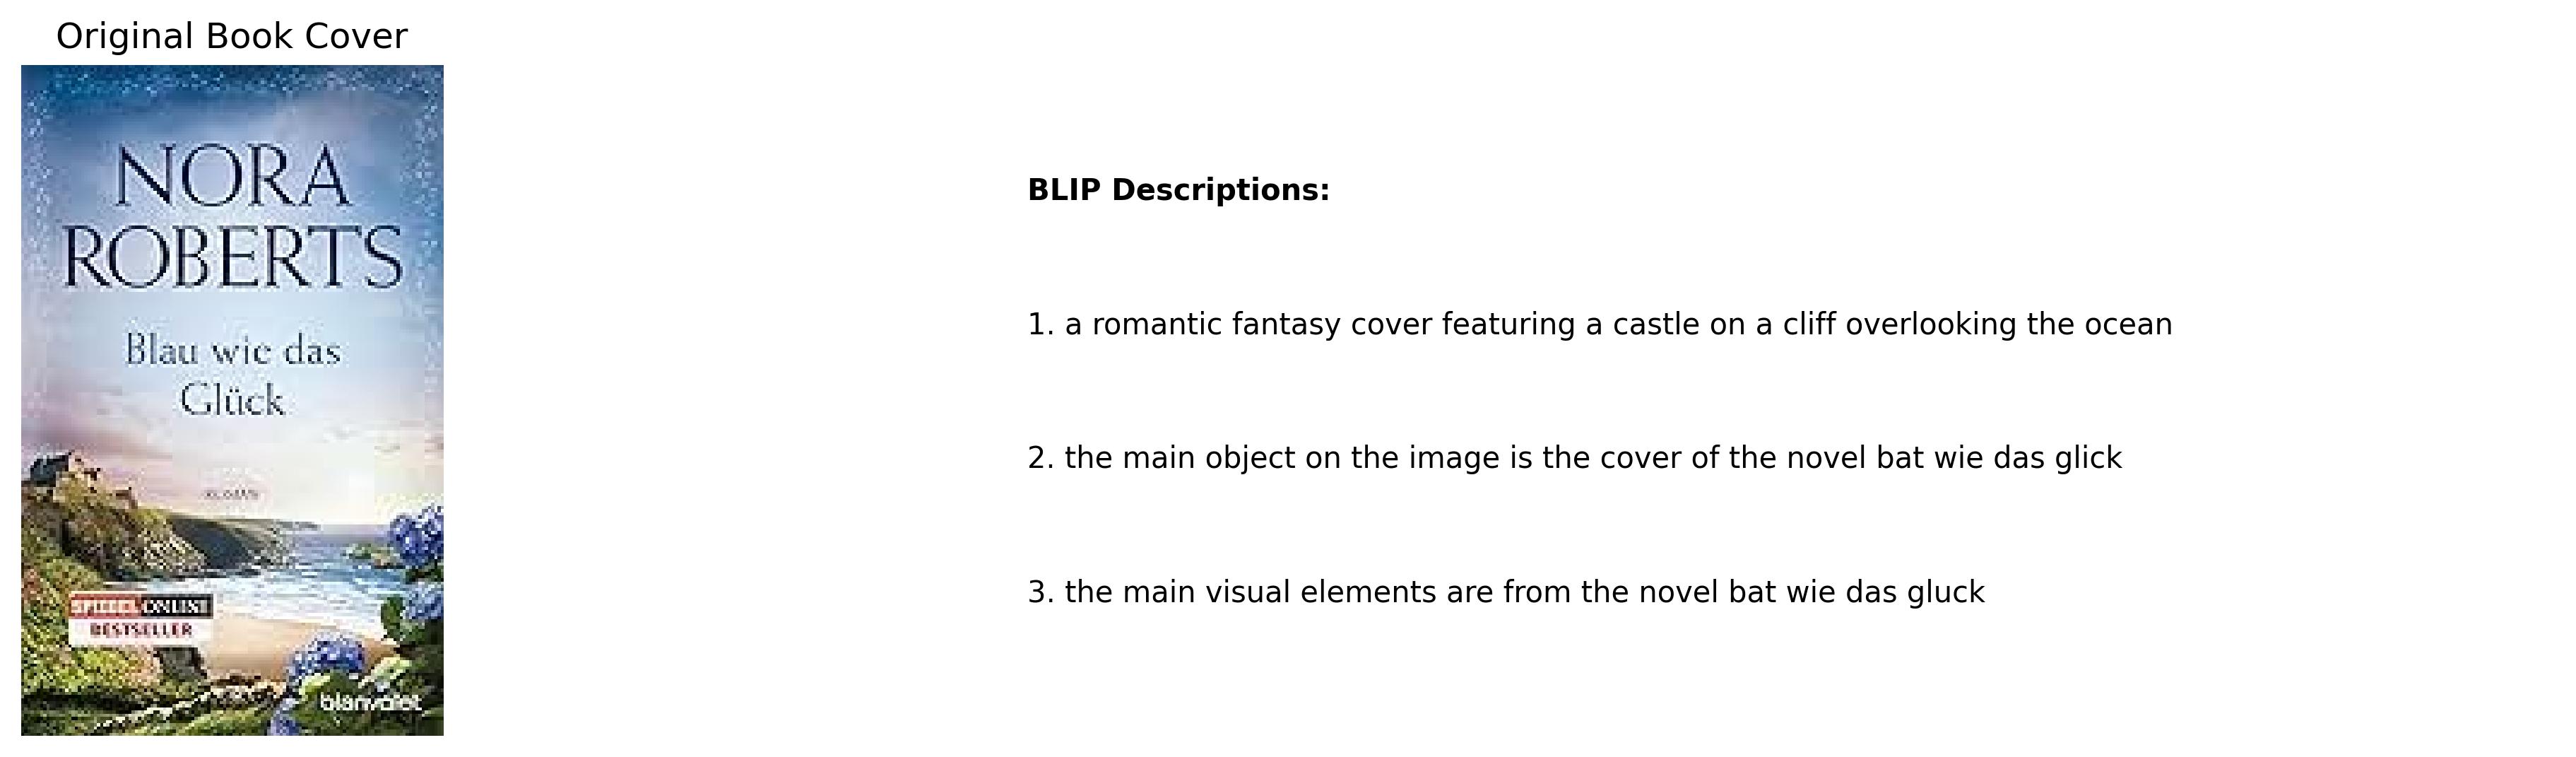 Original Book Cover
NORA
ROBERTS
Blau wie das
Glück
ROMAN
SPIEGEL ONLINE
BESTSELLER
blanvalet
BLIP Descriptions:
1. a romantic fantasy cover featuring a castle on a cliff overlooking the ocean
2. the main object on the image is the cover of the novel bat wie das glick
3. the main visual elements are from the novel bat wie das gluck